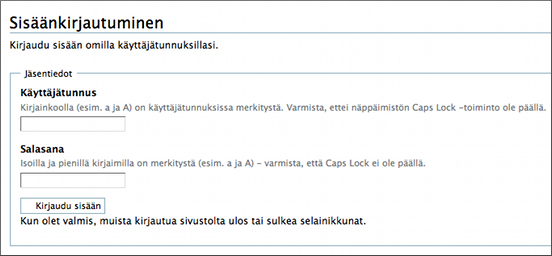 Sisäänkirjautuminen
Kirjaudu sisään omilla käyttäjätunnuksillasi.
Jäsentiedot
Käyttäjätunnus
Kirjainkoolla (esim. a ja A) on käyttäjätunnuksissa merkitystä. Varmista, ettei näppäimistön Caps Lock -toiminto ole päällä.
Salasana
Isoilla ja pienillä kirjaimilla on merkitystä (esim. a ja A) - varmista, että Caps Lock ei ole päällä.
Kirjaudu sisään
Kun olet valmis, muista kirjautua sivustolta ulos tai sulkea selainikkunat.